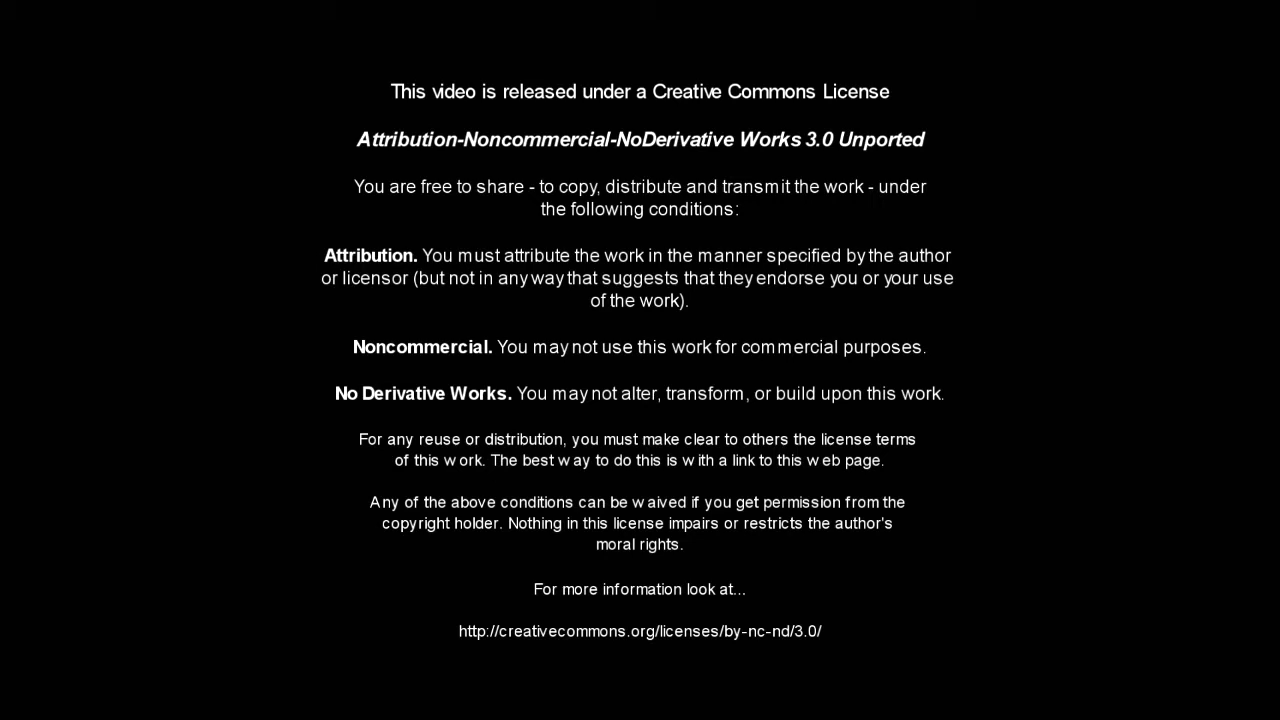 This video is released under a Creative Commons License
Attribution-Noncommercial-NoDerivative Works 3.0 Unported
You are free to share - to copy, distribute and transmit the work - under
the following conditions:
Attribution. You must attribute the work in the manner specified by the author
or licensor (but not in any way that suggests that they endorse you or your use
of the work).
Noncommercial. You may not use this work for commercial purposes.
No Derivative Works. You may not alter, transform, or build upon this work.
For any reuse or distribution, you must make clear to others the license terms
of this work. The best way to do this is with a link to this web page.
Any of the above conditions can be waived if you get permission from the
copyright holder. Nothing in this license impairs or restricts the author's
moral rights.
For more information look at...
http://creativecommons.org/licenses/by-nc-nd/3.0/